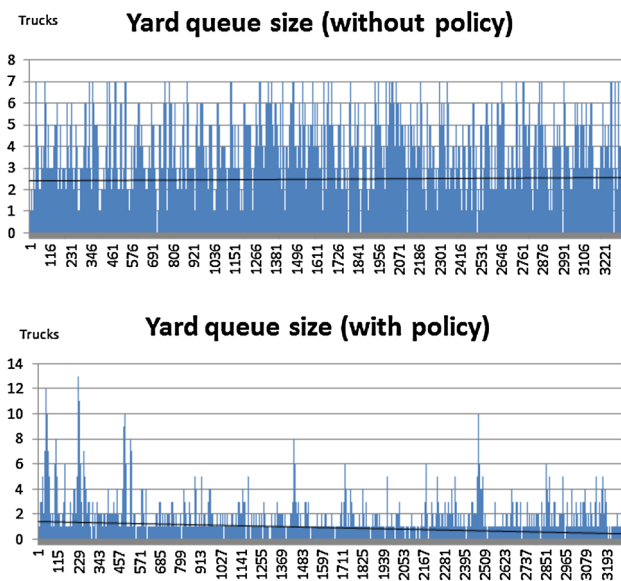 Trucks
Yard queue size (without policy)
8
7
6
5
4
3
2
1
0
1 116 231 346 461 576 691 806 921 1036 1151 1266 1381 1496 1611 1726 1841 1956 2071 2186 2301 2416 2531 2646 2761 2876 2991 3106 3221
Yard queue size (with policy)
Trucks
14
12
10
8
6
4
2
0
1 115 229 343 457 571 685 799 913 1027 1141 1255 1369 1483 1597 1711 1825 1939 2053 2167 2281 2395 2509 2623 2737 2851 2965 3079 3193